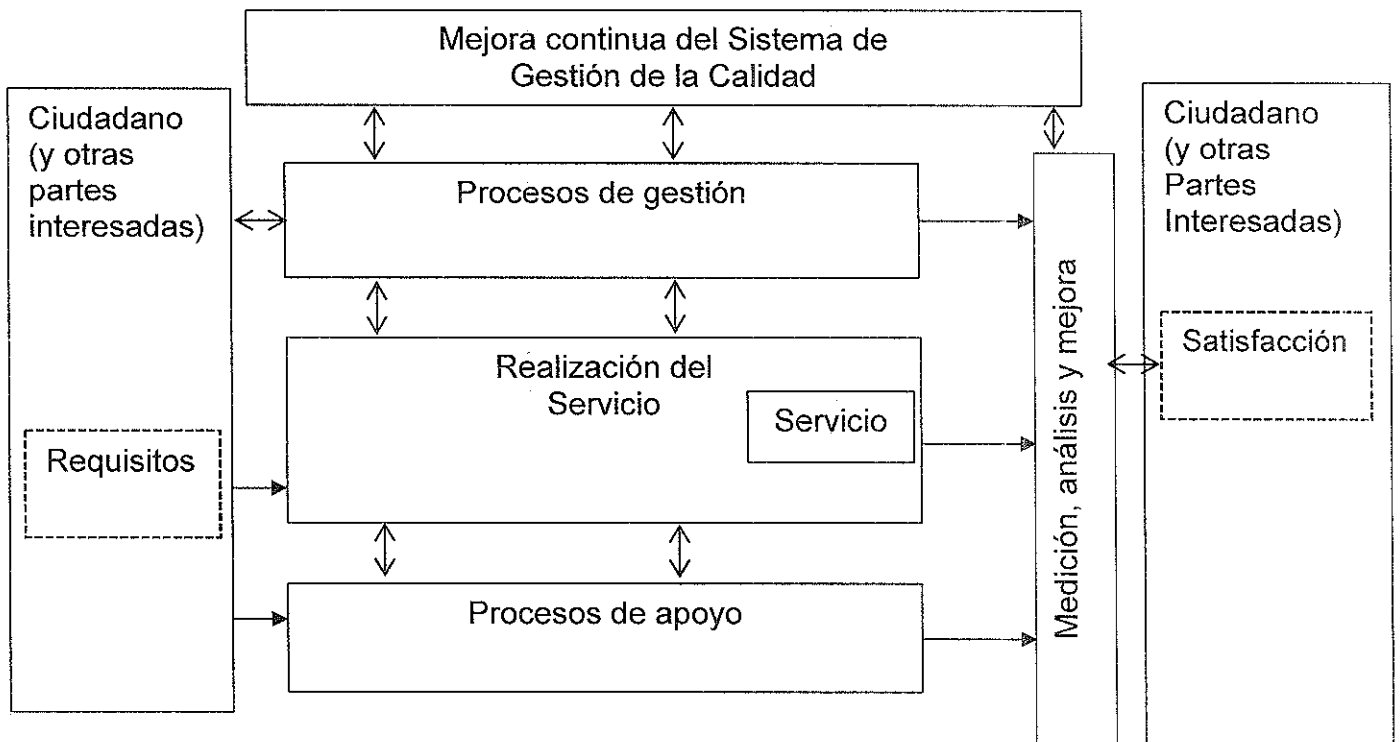 Mejora continua del Sistema de
Gestión de la Calidad
Ciudadano
(y otras
partes
interesadas)
Requisitos
Procesos de gestión
Realización del
Servicio
Servicio
Procesos de apoyo
Medición, análisis y mejora
Ciudadano
(y otras
Partes
Interesadas)
Satisfacción